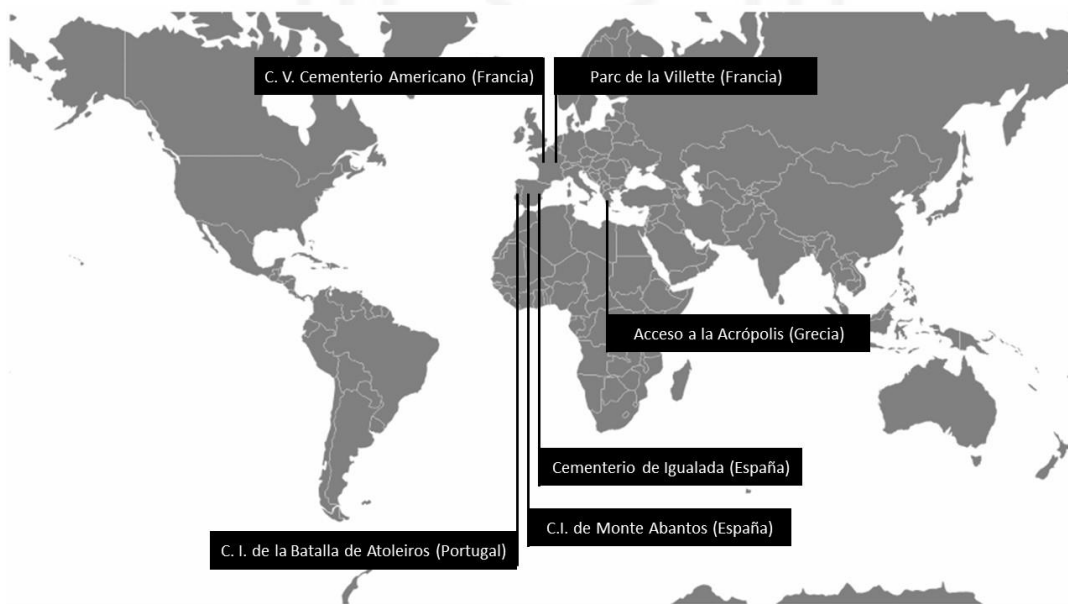 C. V. Cementerio Americano (Francia)
Parc de la Villette (Francia)
Acceso a la Acrópolis (Grecia)
Cementerio de Igualada (España)
C.I. de Monte Abantos (España)
C. I. de la Batalla de Atoleiros (Portugal)